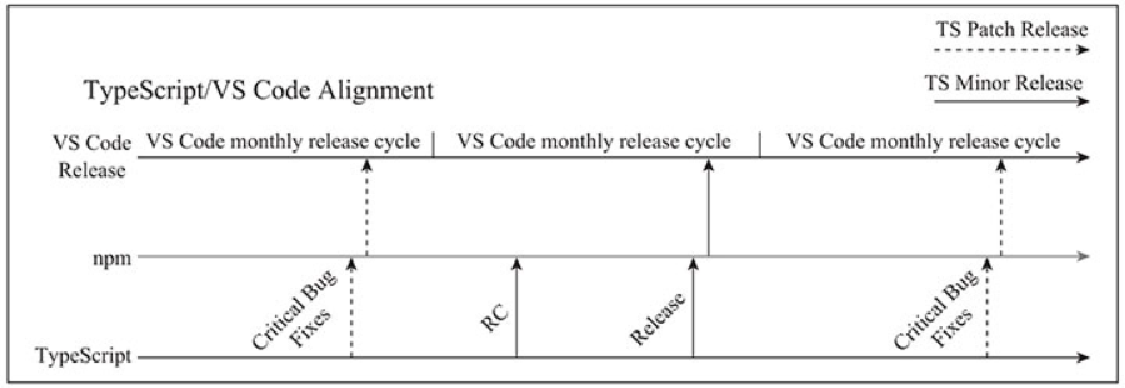 TS Patch Release
TypeScript/VS Code Alignment
TS Minor Release
VS Code
Release
VS Code monthly release cycle
VS Code monthly release cycle
VS Code monthly release cycle
npm
Critical Bug
Fixes
RC
Release
Critical Bug
Fixes
TypeScript